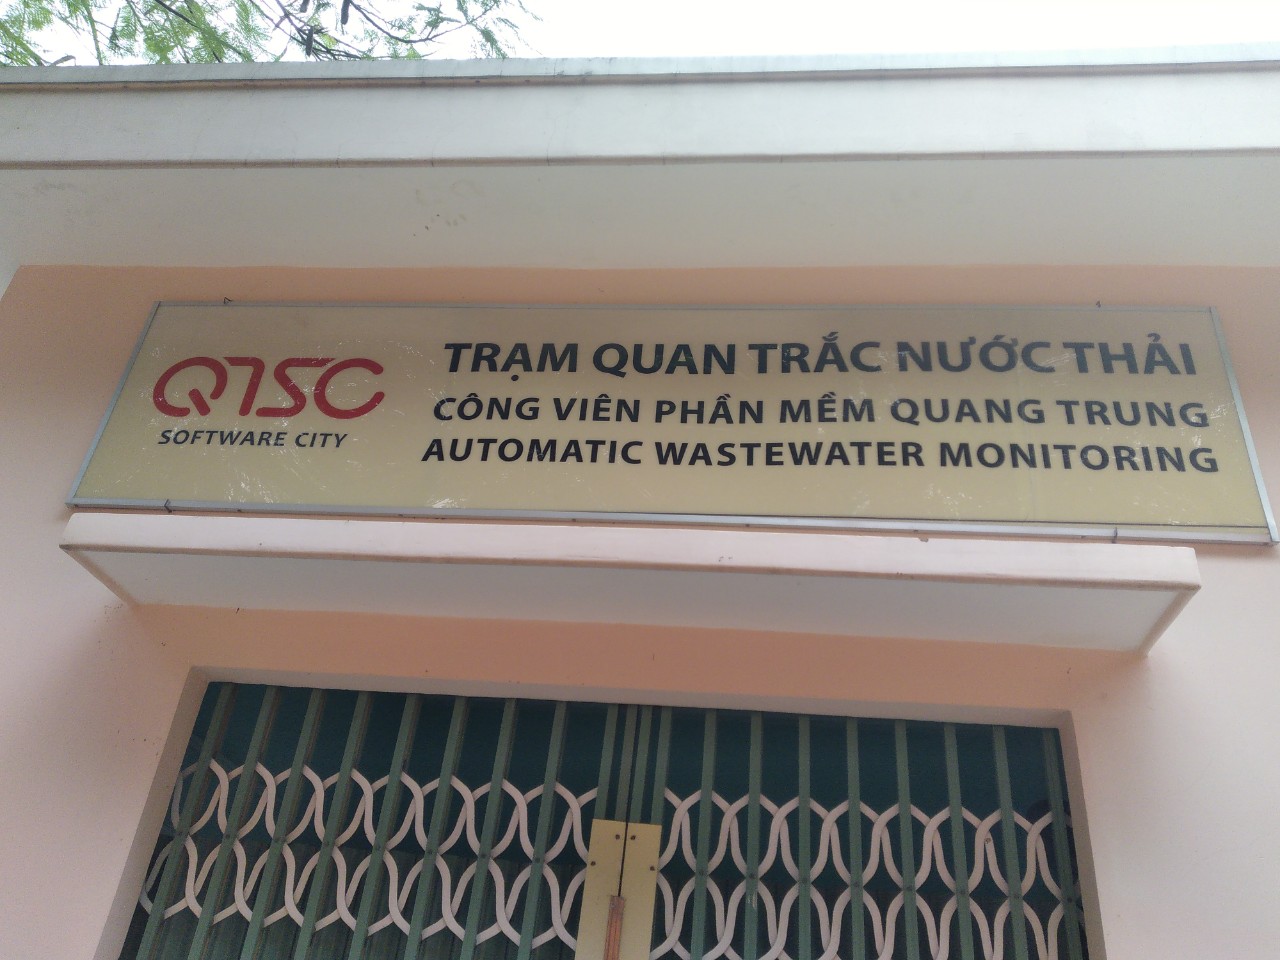 QTSC
SOFTWARE CITY
TRẠM QUAN TRẮC NƯỚC THẢI
CÔNG VIÊN PHẦN MỀM QUANG TRUNG
AUTOMATIC WASTEWATER MONITORING